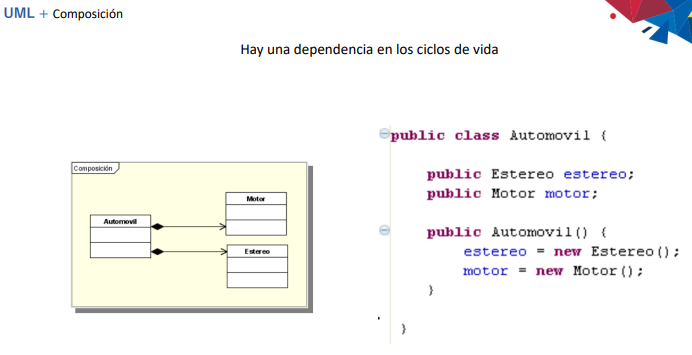 UML + Composición
Hay una dependencia en los ciclos de vida
Composición
Motor
Automovil
Estereo
public class Automovil {
public Estereo estereo;
public Motor motor;
public Automovil() {
estereo = new Estereo();
motor = new Motor();
}
}